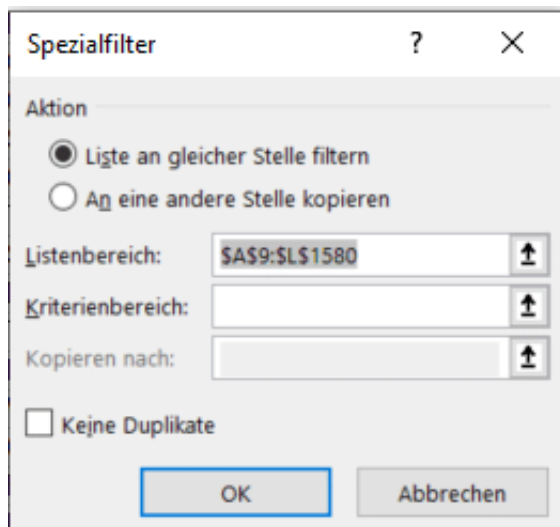 Spezialfilter ?
Aktion
Liste an gleicher Stelle filtern
An eine andere Stelle kopieren
Listenbereich: $A$9:$L$1580
Kriterienbereich:
Kopieren nach:
Keine Duplikate
OK Abbrechen